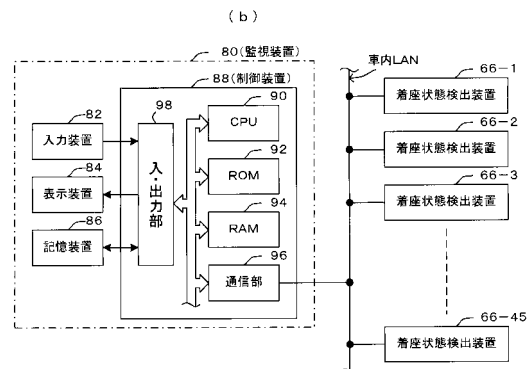 (b)
80(監視装置)
88(制御装置)
82
入力装置
84
表示装置
86
記憶装置
98
入・出力部
90
CPU
92
ROM
94
RAM
96
通信部
車内LAN
66-1
着座状態検出装置
66-2
着座状態検出装置
66-3
着座状態検出装置
66-45
着座状態検出装置